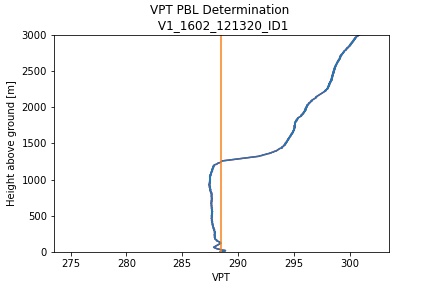 VPT PBL Determination
V1_1602_121320_ID1
3000
2500
2000
1500
1000
500
0
Height above ground [m]
275 280 285 290 295 300
VPT